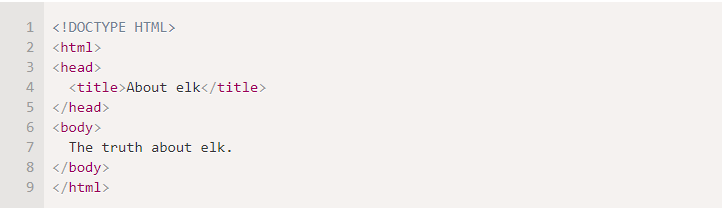 1 <!DOCTYPE HTML>
2 <html>
3 <head>
4   <title>About elk</title>
5 </head>
6 <body>
7   The truth about elk.
8 </body>
9 </html>